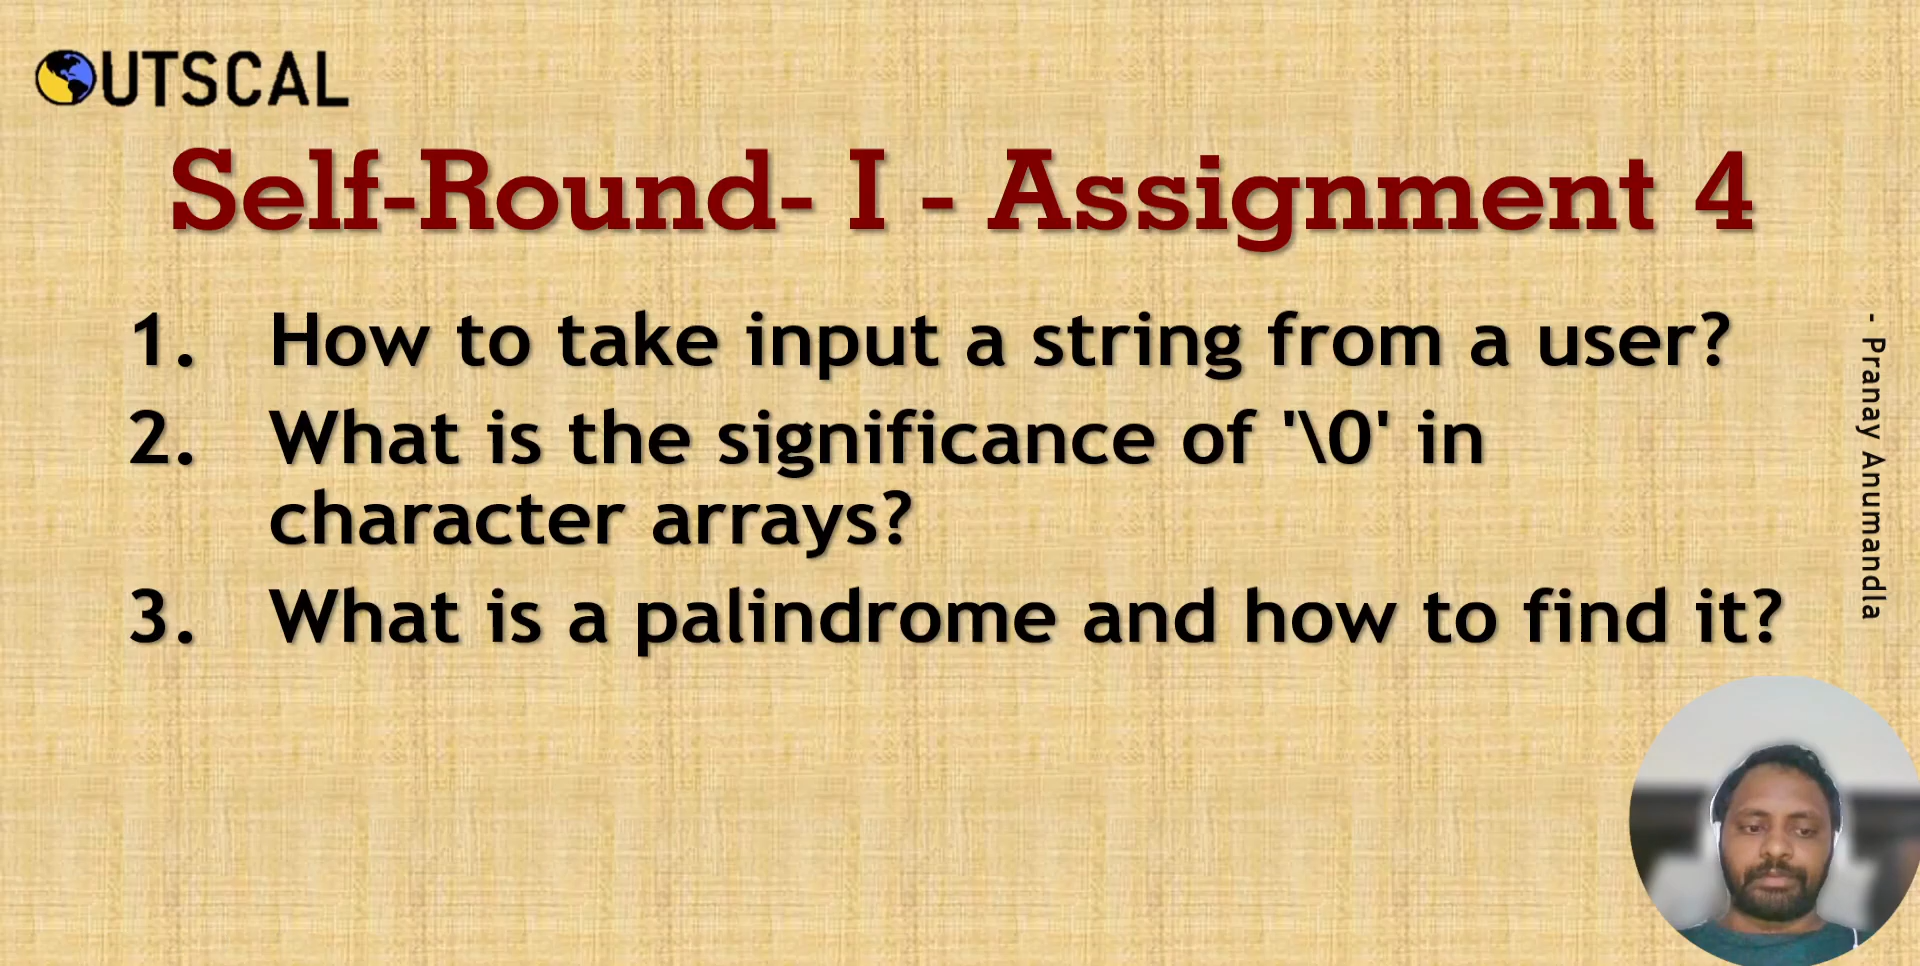 OUTSCAL
Self-Round- I - Assignment 4
1. How to take input a string from a user?
2. What is the significance of '\0' in
character arrays?
3. What is a palindrome and how to find it?
- Pranay Anumandla